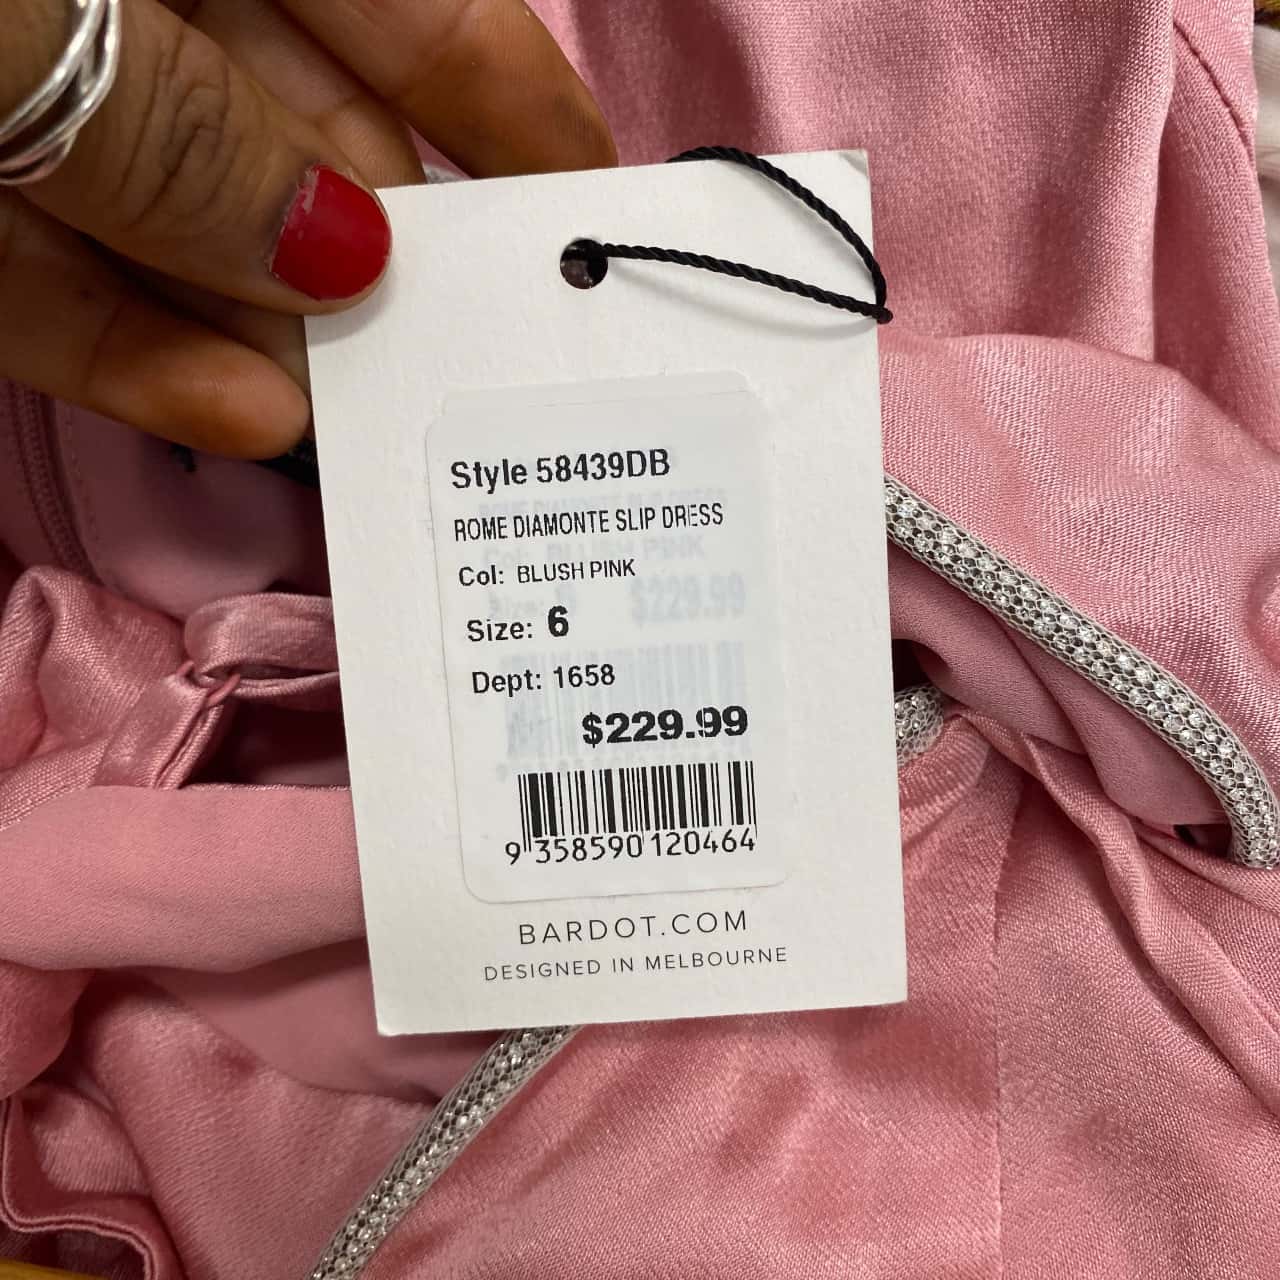 Style 58439DB
ROME DIAMONTE SLIP DRESS
Col: BLUSH PINK
Size: 6
Dept: 1658
$229.99
9 358590 120464
BARDOT.COM
DESIGNED IN MELBOURNE